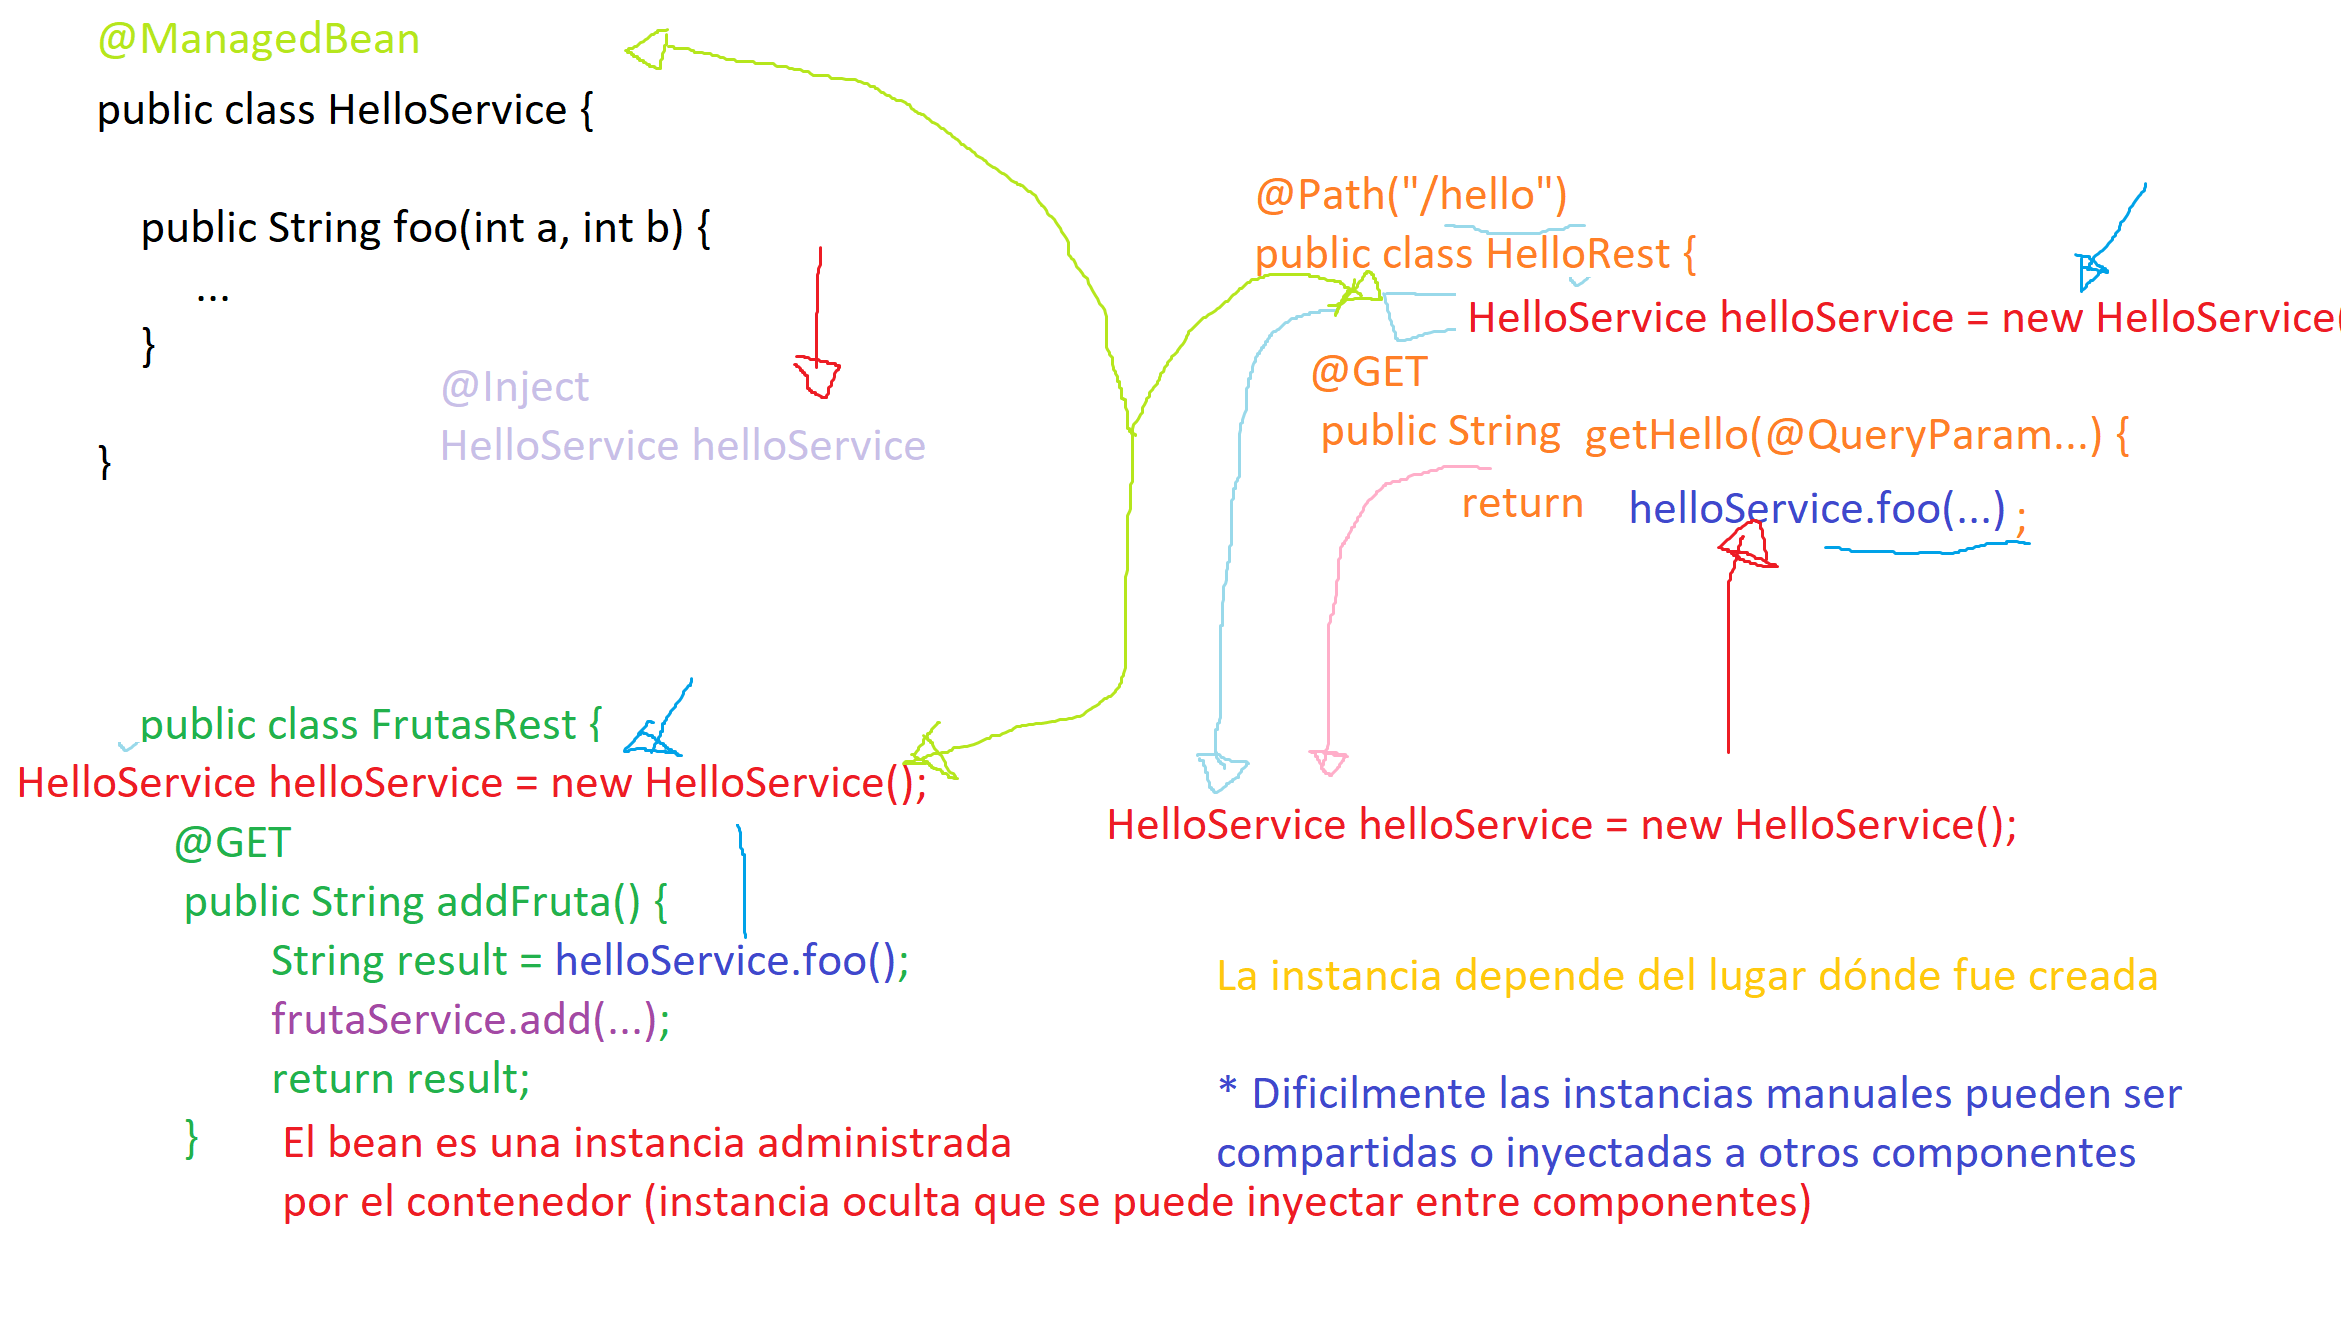 @ManagedBean
public class HelloService {
public String foo(int a, int b) {
...
}
}
@Inject
HelloService helloService
@Path("/hello")
public class HelloRest {
HelloService helloService = new HelloService(
@GET
public String getHello(@QueryParam...) {
return helloService.foo(...) ;
public class FrutasRest {
HelloService helloService = new HelloService();
@GET
public String addFruta() {
String result = helloService.foo();
frutaService.add(...);
return result;
}
HelloService helloService = new HelloService();
La instancia depende del lugar dónde fue creada
* Dificilmente las instancias manuales pueden ser
compartidas o inyectadas a otros componentes
El bean es una instancia administrada
por el contenedor (instancia oculta que se puede inyectar entre componentes)